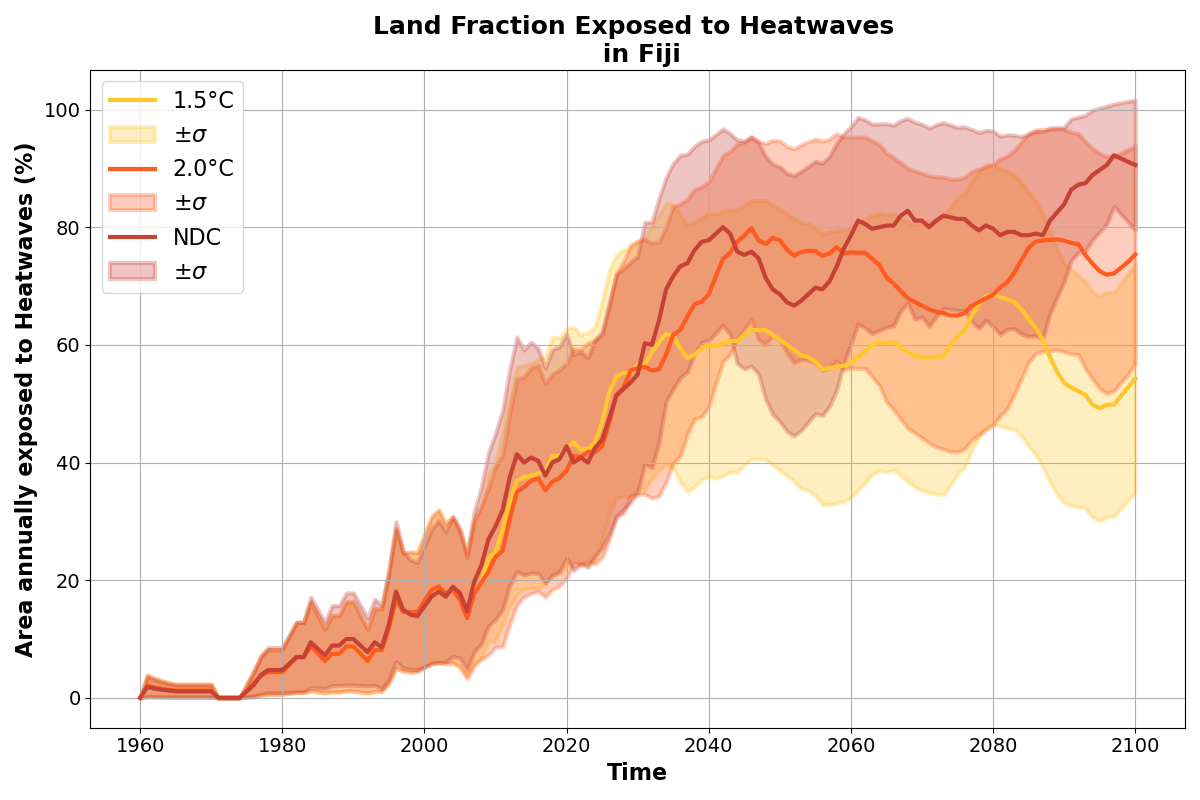 Land Fraction Exposed to Heatwaves
in Fiji
Area annually exposed to Heatwaves (%)
100
80
60
40
20
0
1.5°C
±σ
2.0°C
±σ
NDC
±σ
1960 1980 2000 2020 2040 2060 2080 2100
Time